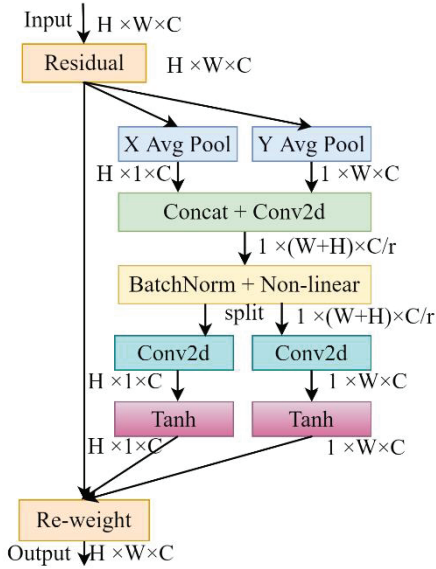 Input H ×W×C
Residual H ×W×C
X Avg Pool Y Avg Pool
H ×1×C 1 ×W×C
Concat + Conv2d
1 ×(W+H)×C/r
BatchNorm + Non-linear
split 1 ×(W+H)×C/r
Conv2d Conv2d
H ×1×C 1 ×W×C
Tanh Tanh
H ×1×C 1 ×W×C
Re-weight
Output H ×W×C